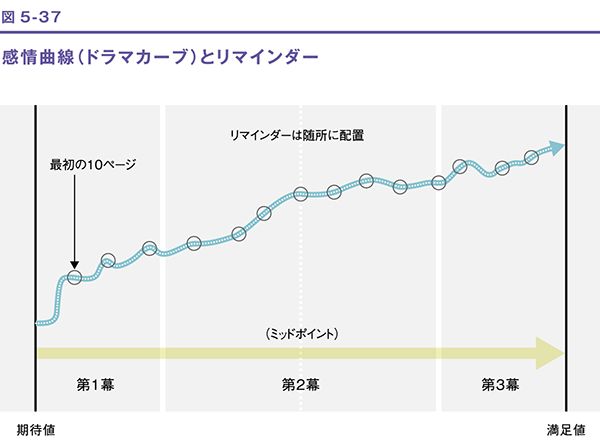 図 5-37
感情曲線（ドラマカーブ）とリマインダー
リマインダーは随所に配置
最初の10ページ
（ミッドポイント）
第1幕
第2幕
第3幕
期待値
満足値